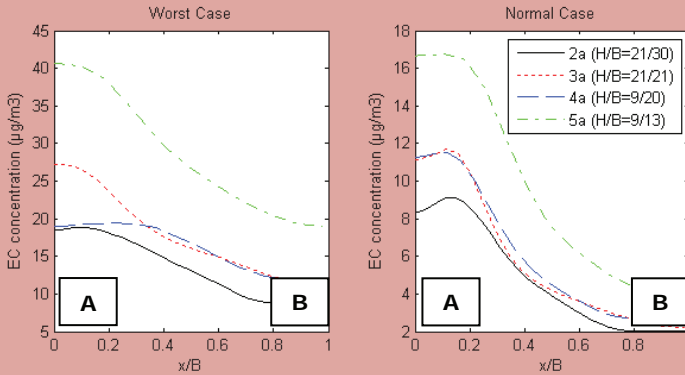 Worst Case
EC concentration (µg/m3)
45
40
35
30
25
20
15
10
5
0
0.2
0.4
0.6
0.8
1
x/B
A
B
Normal Case
EC concentration (µg/m3)
18
16
14
12
10
8
6
4
2
0
0.2
0.4
0.6
0.8
x/B
A
B
2a (H/B=21/30)
3a (H/B=21/21)
4a (H/B=9/20)
5a (H/B=9/13)